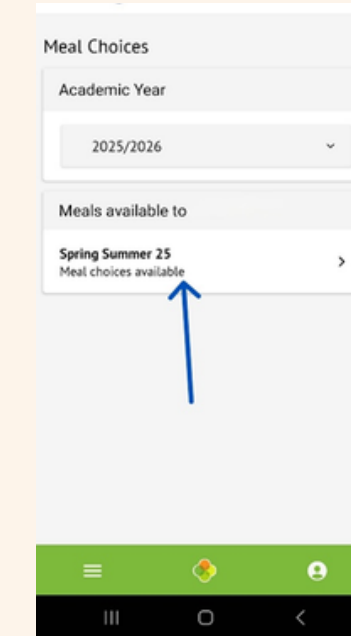 Meal Choices
Academic Year
2025/2026
Meals available to
Spring Summer 25
Meal choices available